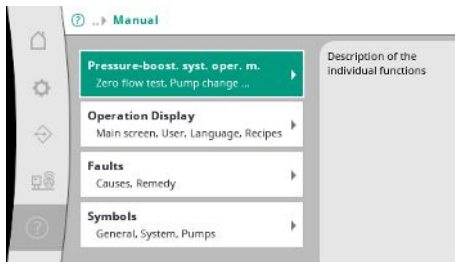 ? ..▸ Manual
Pressure-boost. syst. oper. m.
Zero flow test, Pump change ...
Operation Display
Main screen, User, Language, Recipes
Faults
Causes, Remedy
Symbols
General, System, Pumps
Description of the
individual functions
?